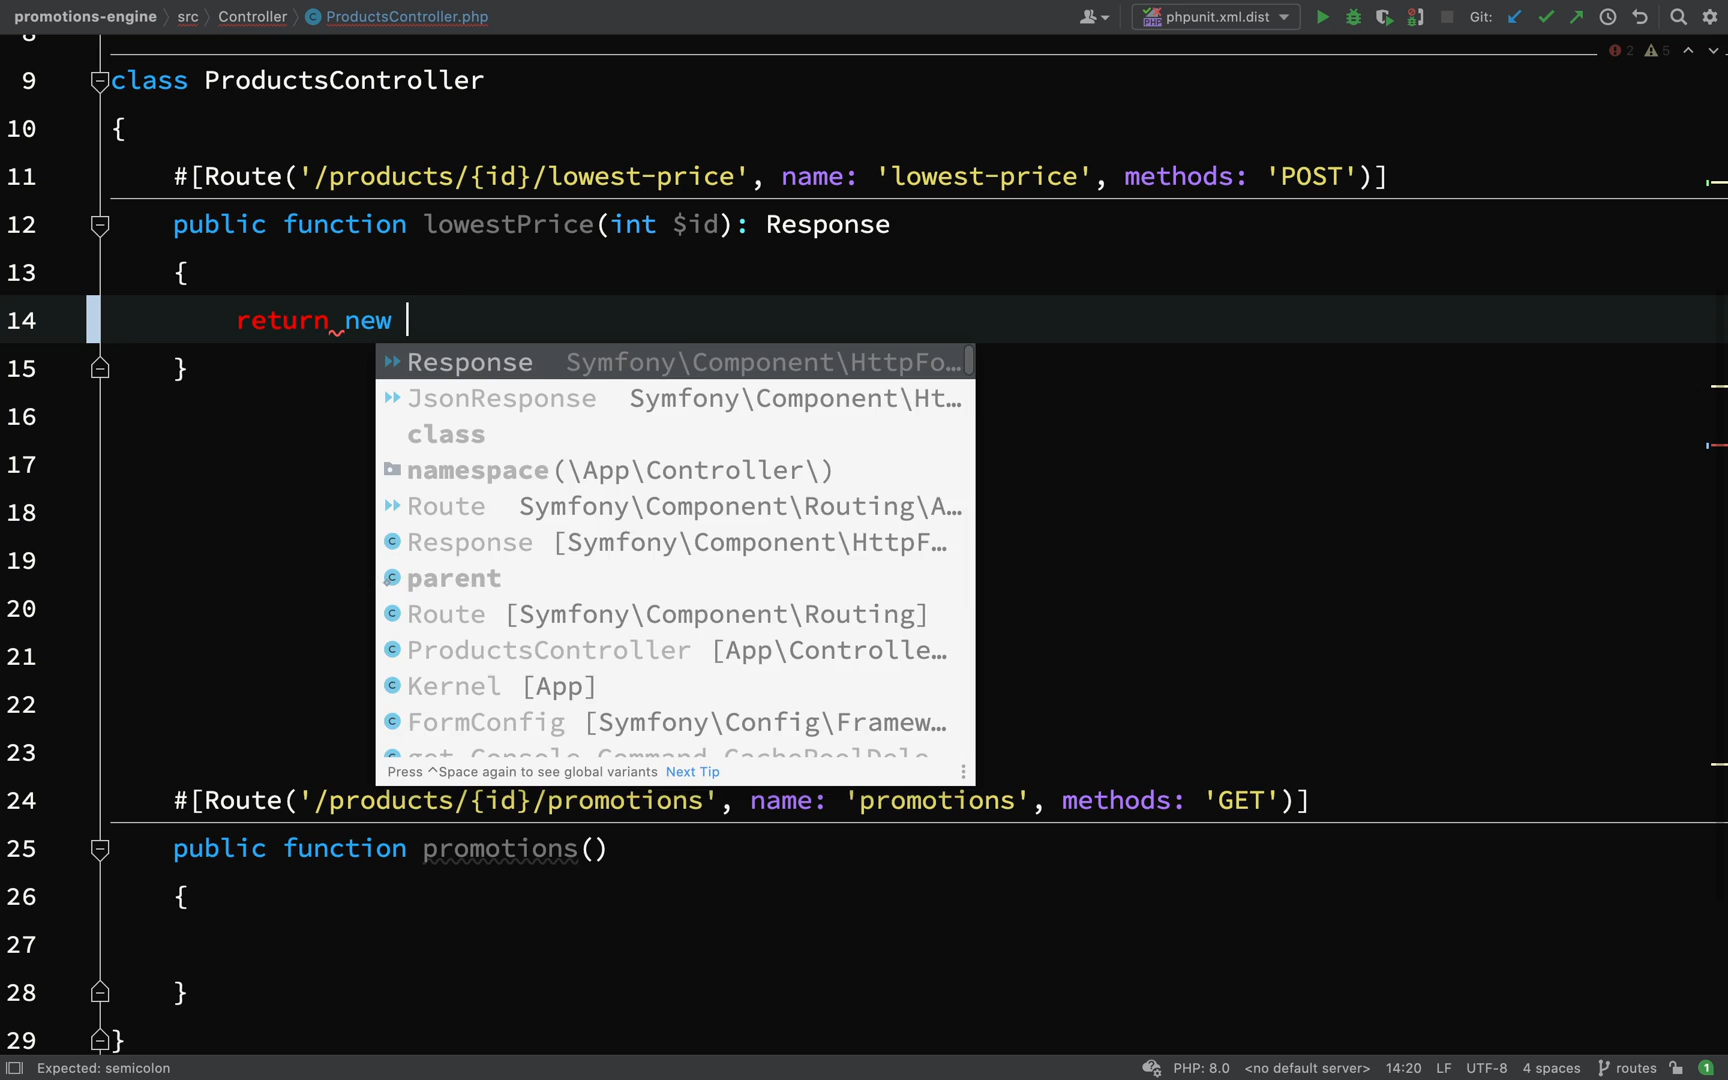 promotions-engine src Controller ProductsController.php phpunit.xml.dist Git:
8 2 5
9 class ProductsController
10 {
11 #[Route('/products/{id}/lowest-price', name: 'lowest-price', methods: 'POST')]
12 public function lowestPrice(int $id): Response
13 {
14 return new
15 }
Response Symfony\Component\HttpFo…
JsonResponse Symfony\Component\Ht…
16
class
17 namespace(\App\Controller\)
18 Route Symfony\Component\Routing\A…
19 Response [Symfony\Component\HttpF…
parent
20 Route [Symfony\Component\Routing]
21 ProductsController [App\Controlle…
22 Kernel [App]
FormConfig [Symfony\Config\Framew…
23
Press ^Space again to see global variants Next Tip
24 #[Route('/products/{id}/promotions', name: 'promotions', methods: 'GET')]
25 public function promotions()
26 {
27
28 }
29 }
Expected: semicolon PHP: 8.0 <no default server> 14:20 LF UTF-8 4 spaces routes 1